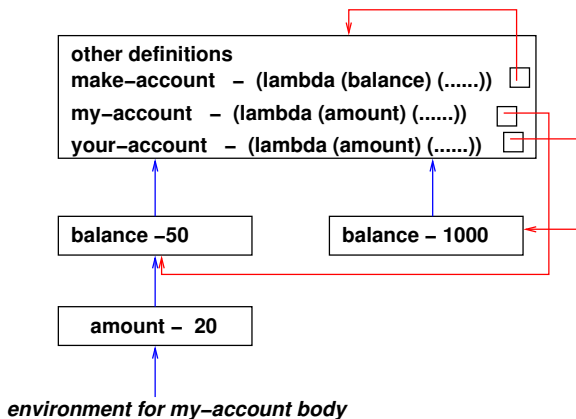 other definitions
make−account − (lambda (balance) (......))
my−account − (lambda (amount) (......))
your−account − (lambda (amount) (......))
balance −50
balance − 1000
amount − 20
environment for my−account body